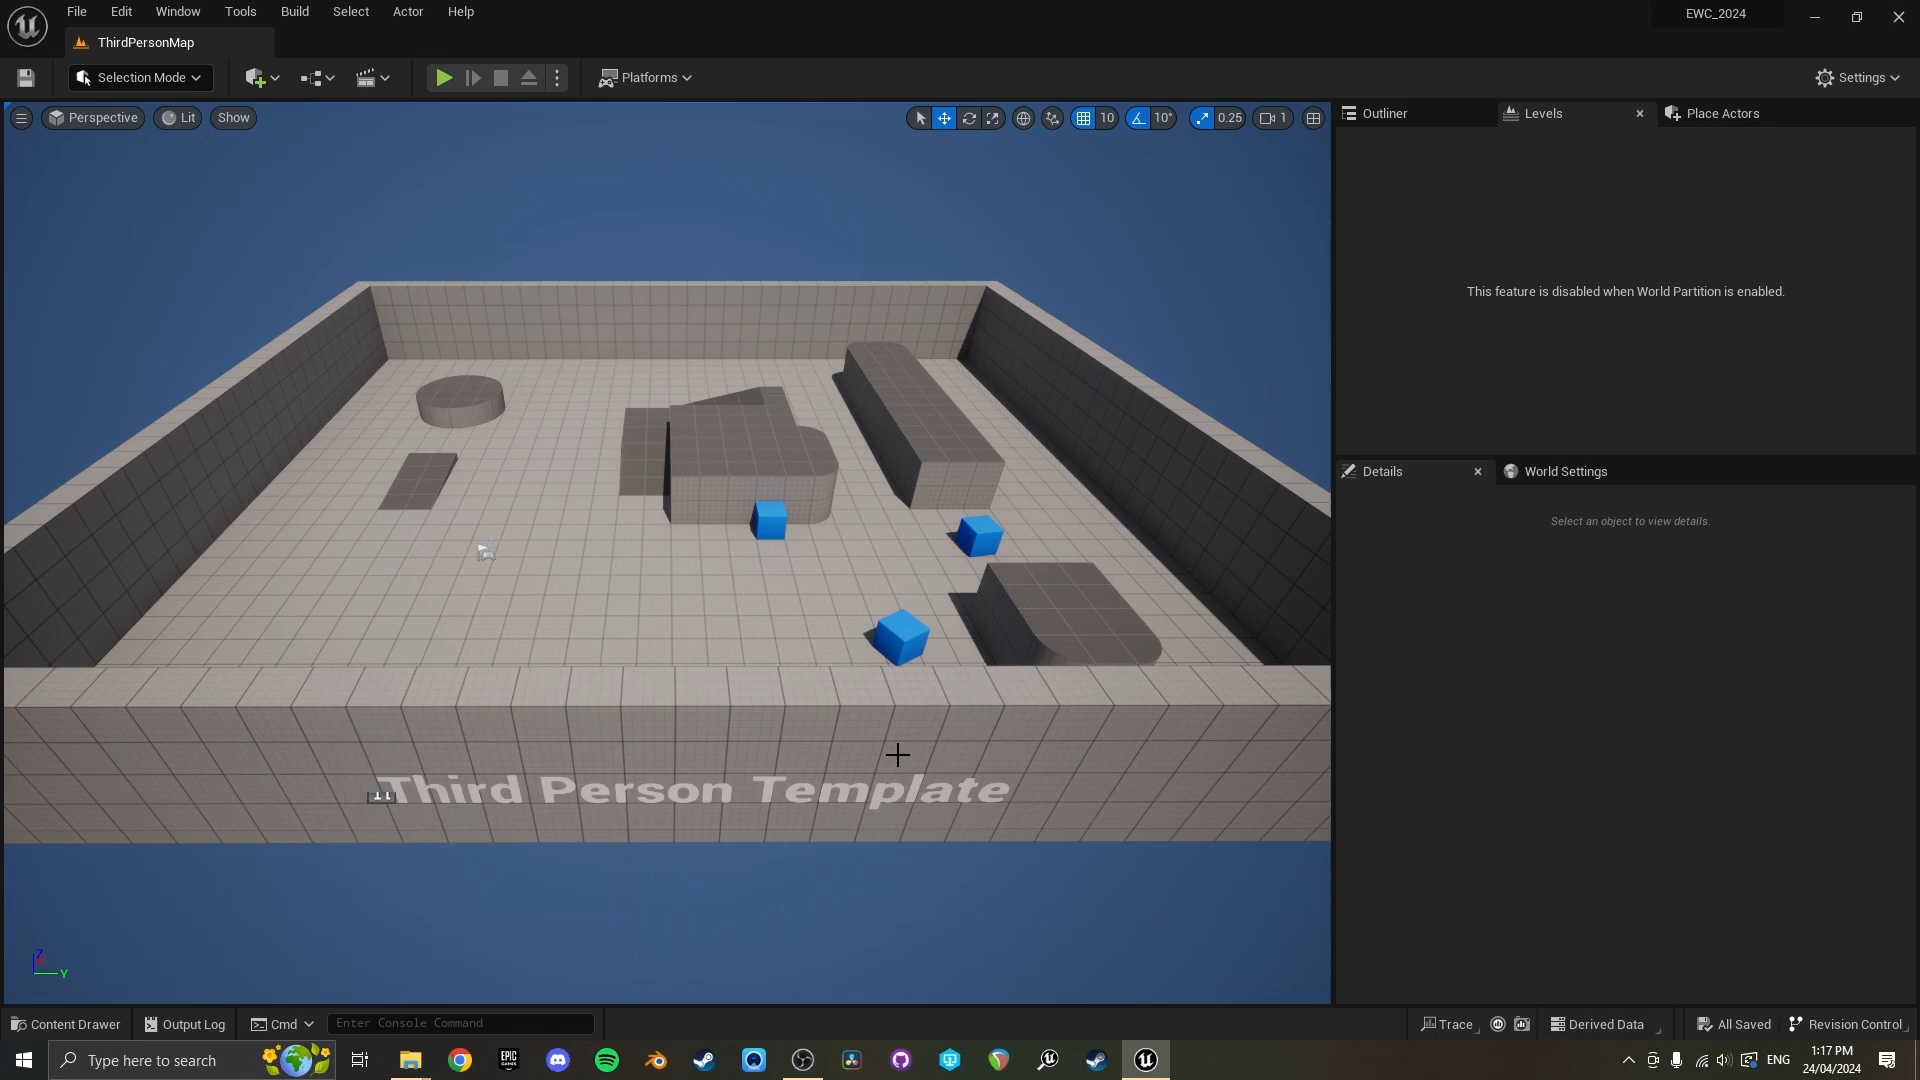 File Edit Window Tools Build Select Actor Help
EWC_2024
ThirdPersonMap
Selection Mode
Platforms
Settings
Perspective
Lit
Show
10
10°
0.25
1
Outliner
Levels
Place Actors
This feature is disabled when World Partition is enabled.
Details
World Settings
Select an object to view details.
Third Person Template
Z
Y
Content Drawer
Output Log
Cmd
Enter Console Command
Trace
Derived Data
All Saved
Revision Control
Type here to search
EPIC
GAMES
ENG
1:17 PM
24/04/2024